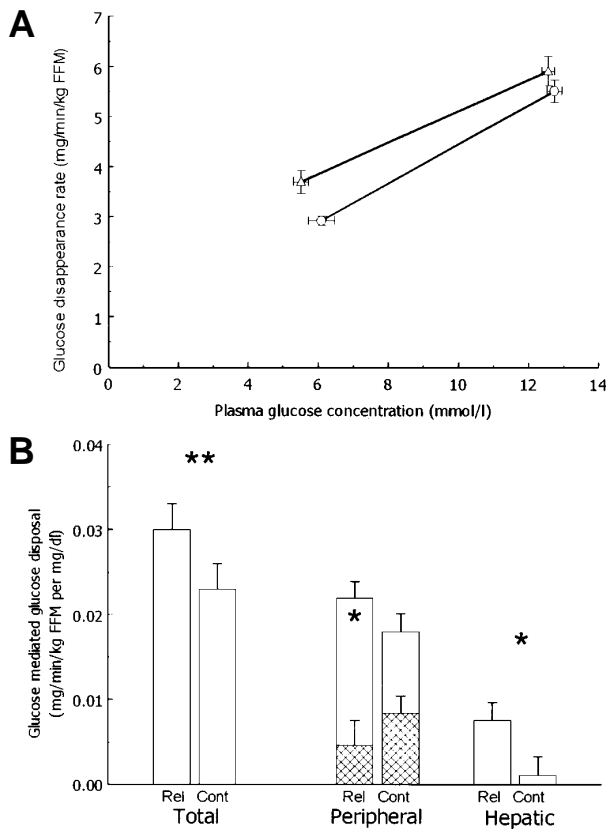 A
Glucose disappearance rate (mg/min/kg FFM)
7
6
5
4
3
2
1
0
0 2 4 6 8 10 12 14
Plasma glucose concentration (mmol/l)
B
Glucose mediated glucose disposal
(mg/min/kg FFM per mg/dl)
0.04
0.03
0.02
0.01
0.00
**
*
*
Rel Cont Rel Cont Rel Cont
Total Peripheral Hepatic